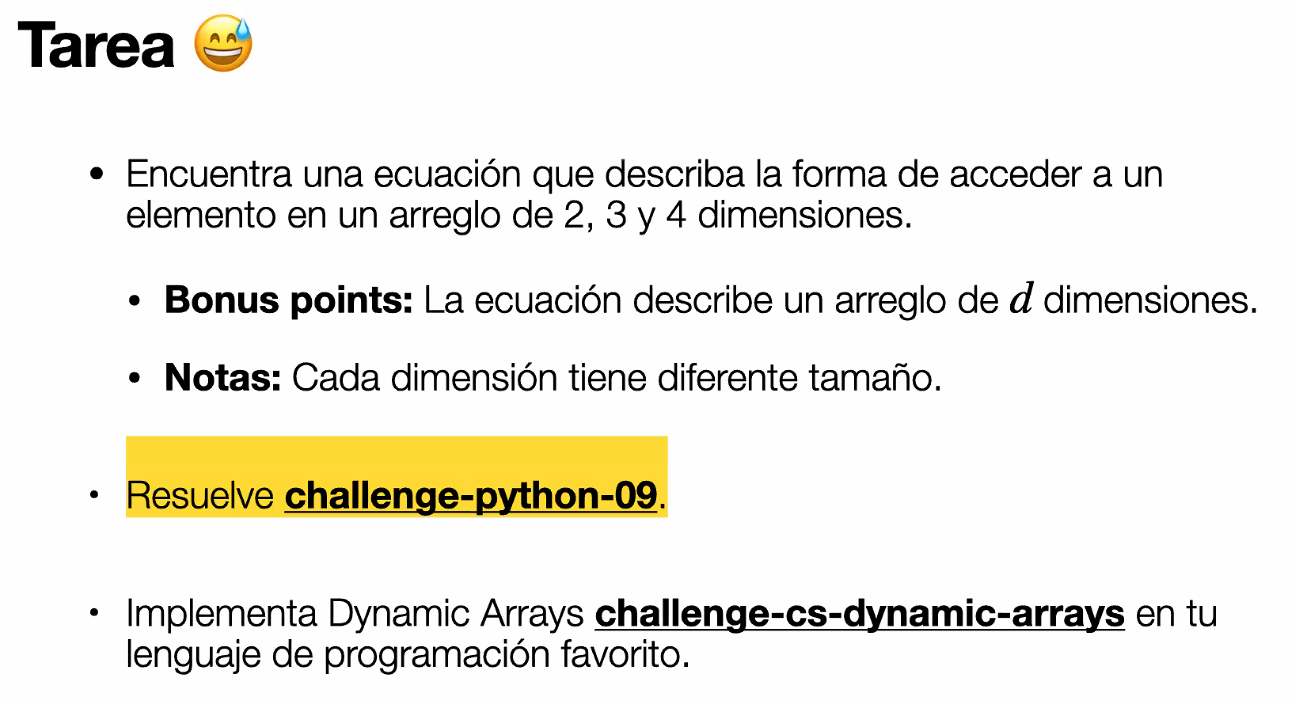 Tarea 😅
• Encuentra una ecuación que describa la forma de acceder a un
elemento en un arreglo de 2, 3 y 4 dimensiones.
• Bonus points: La ecuación describe un arreglo de d dimensiones.
• Notas: Cada dimensión tiene diferente tamaño.
• Resuelve challenge-python-09.
• Implementa Dynamic Arrays challenge-cs-dynamic-arrays en tu
lenguaje de programación favorito.